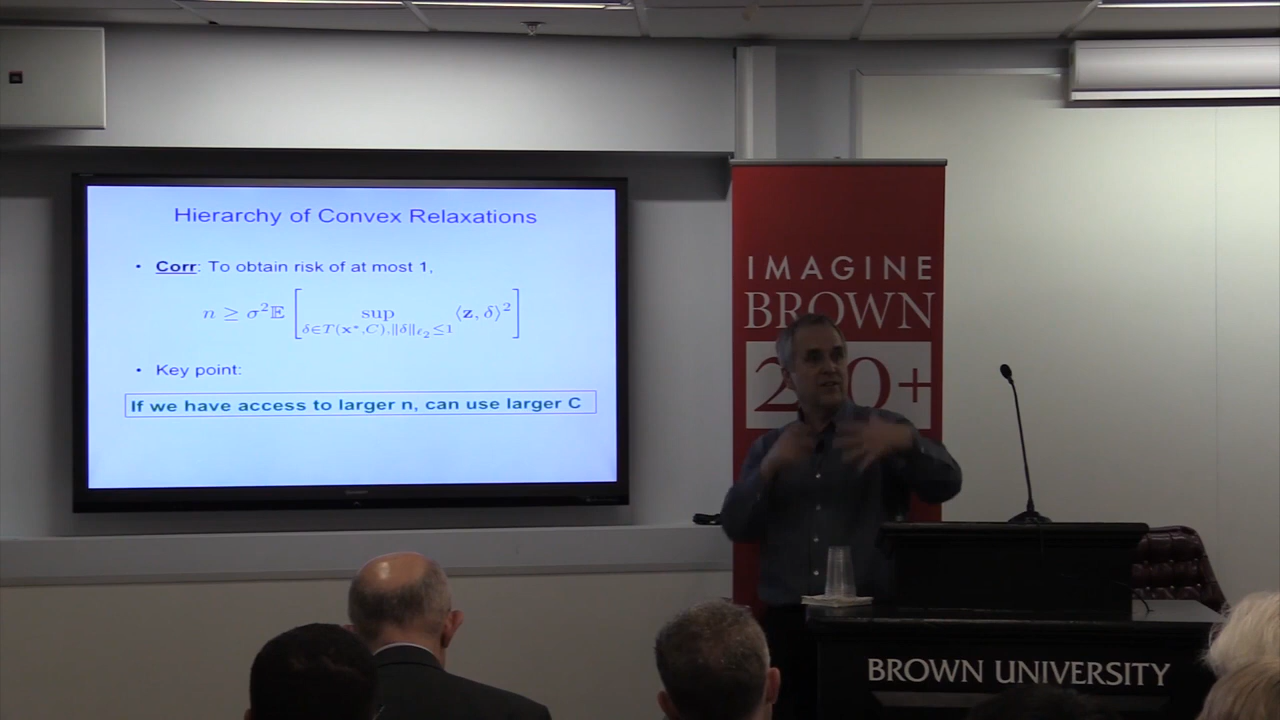 Hierarchy of Convex Relaxations
• Corr: To obtain risk of at most 1,
n ≥ σ²𝔼 [ sup_{δ∈T(x*,C),‖δ‖_{ℓ₂}≤1} ⟨z, δ⟩² ]
• Key point:
If we have access to larger n, can use larger C
IMAGINE
BROWN
BROWN UNIVERSITY